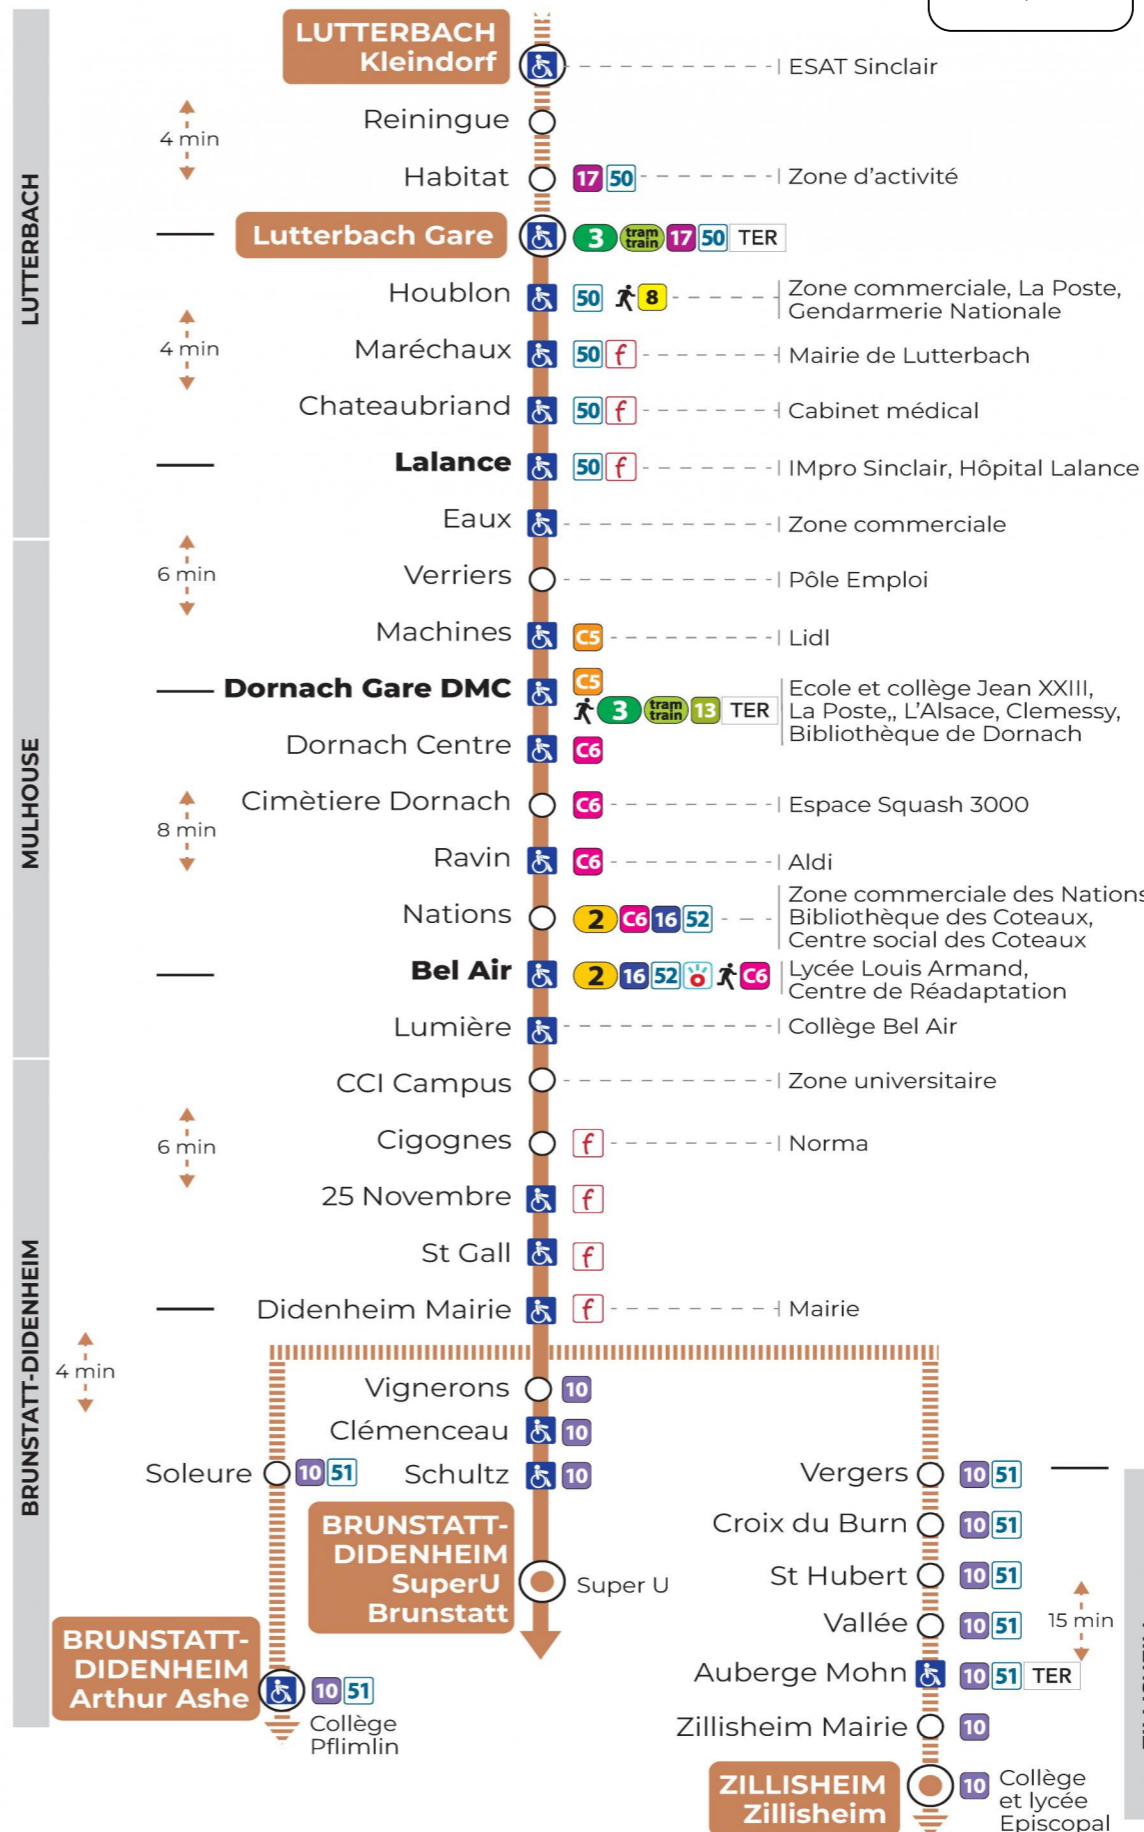 LUTTERBACH
Kleindorf
ESAT Sinclair
Reiningue
4 min
Habitat
17 50
Zone d'activité
Lutterbach Gare
3 tram train 17 50 TER
LUTTERBACH
Houblon
50 8
Zone commerciale, La Poste,
Gendarmerie Nationale
4 min
Maréchaux
50 f
Mairie de Lutterbach
Chateaubriand
50 f
Cabinet médical
Lalance
50 f
IMpro Sinclair, Hôpital Lalance
Eaux
Zone commerciale
6 min
Verriers
Pôle Emploi
Machines
C5
Lidl
Dornach Gare DMC
C5
3 tram train 13 TER
Ecole et collège Jean XXIII,
La Poste,, L'Alsace, Clemessy,
Bibliothèque de Dornach
Dornach Centre
C6
MULHOUSE
Cimètiere Dornach
C6
Espace Squash 3000
8 min
Ravin
C6
Aldi
Nations
2 C6 16 52
Zone commerciale des Nations
Bibliothèque des Coteaux,
Centre social des Coteaux
Bel Air
2 16 52 C6
Lycée Louis Armand,
Centre de Réadaptation
Lumière
Collège Bel Air
CCI Campus
Zone universitaire
6 min
Cigognes
f
Norma
25 Novembre
f
St Gall
f
Didenheim Mairie
f
Mairie
BRUNSTATT-DIDENHEIM
4 min
Vignerons
10
Clémenceau
10
Soleure
10 51
Schultz
10
BRUNSTATT-
DIDENHEIM
SuperU
Brunstatt
Super U
BRUNSTATT-
DIDENHEIM
Arthur Ashe
10 51
Collège
Pflimlin
Vergers
10 51
Croix du Burn
10 51
St Hubert
10 51
15 min
Vallée
10 51
Auberge Mohn
10 51 TER
Zillisheim Mairie
10
ZILLISHEIM
Zillisheim
10
Collège
et lycée
Episcopal